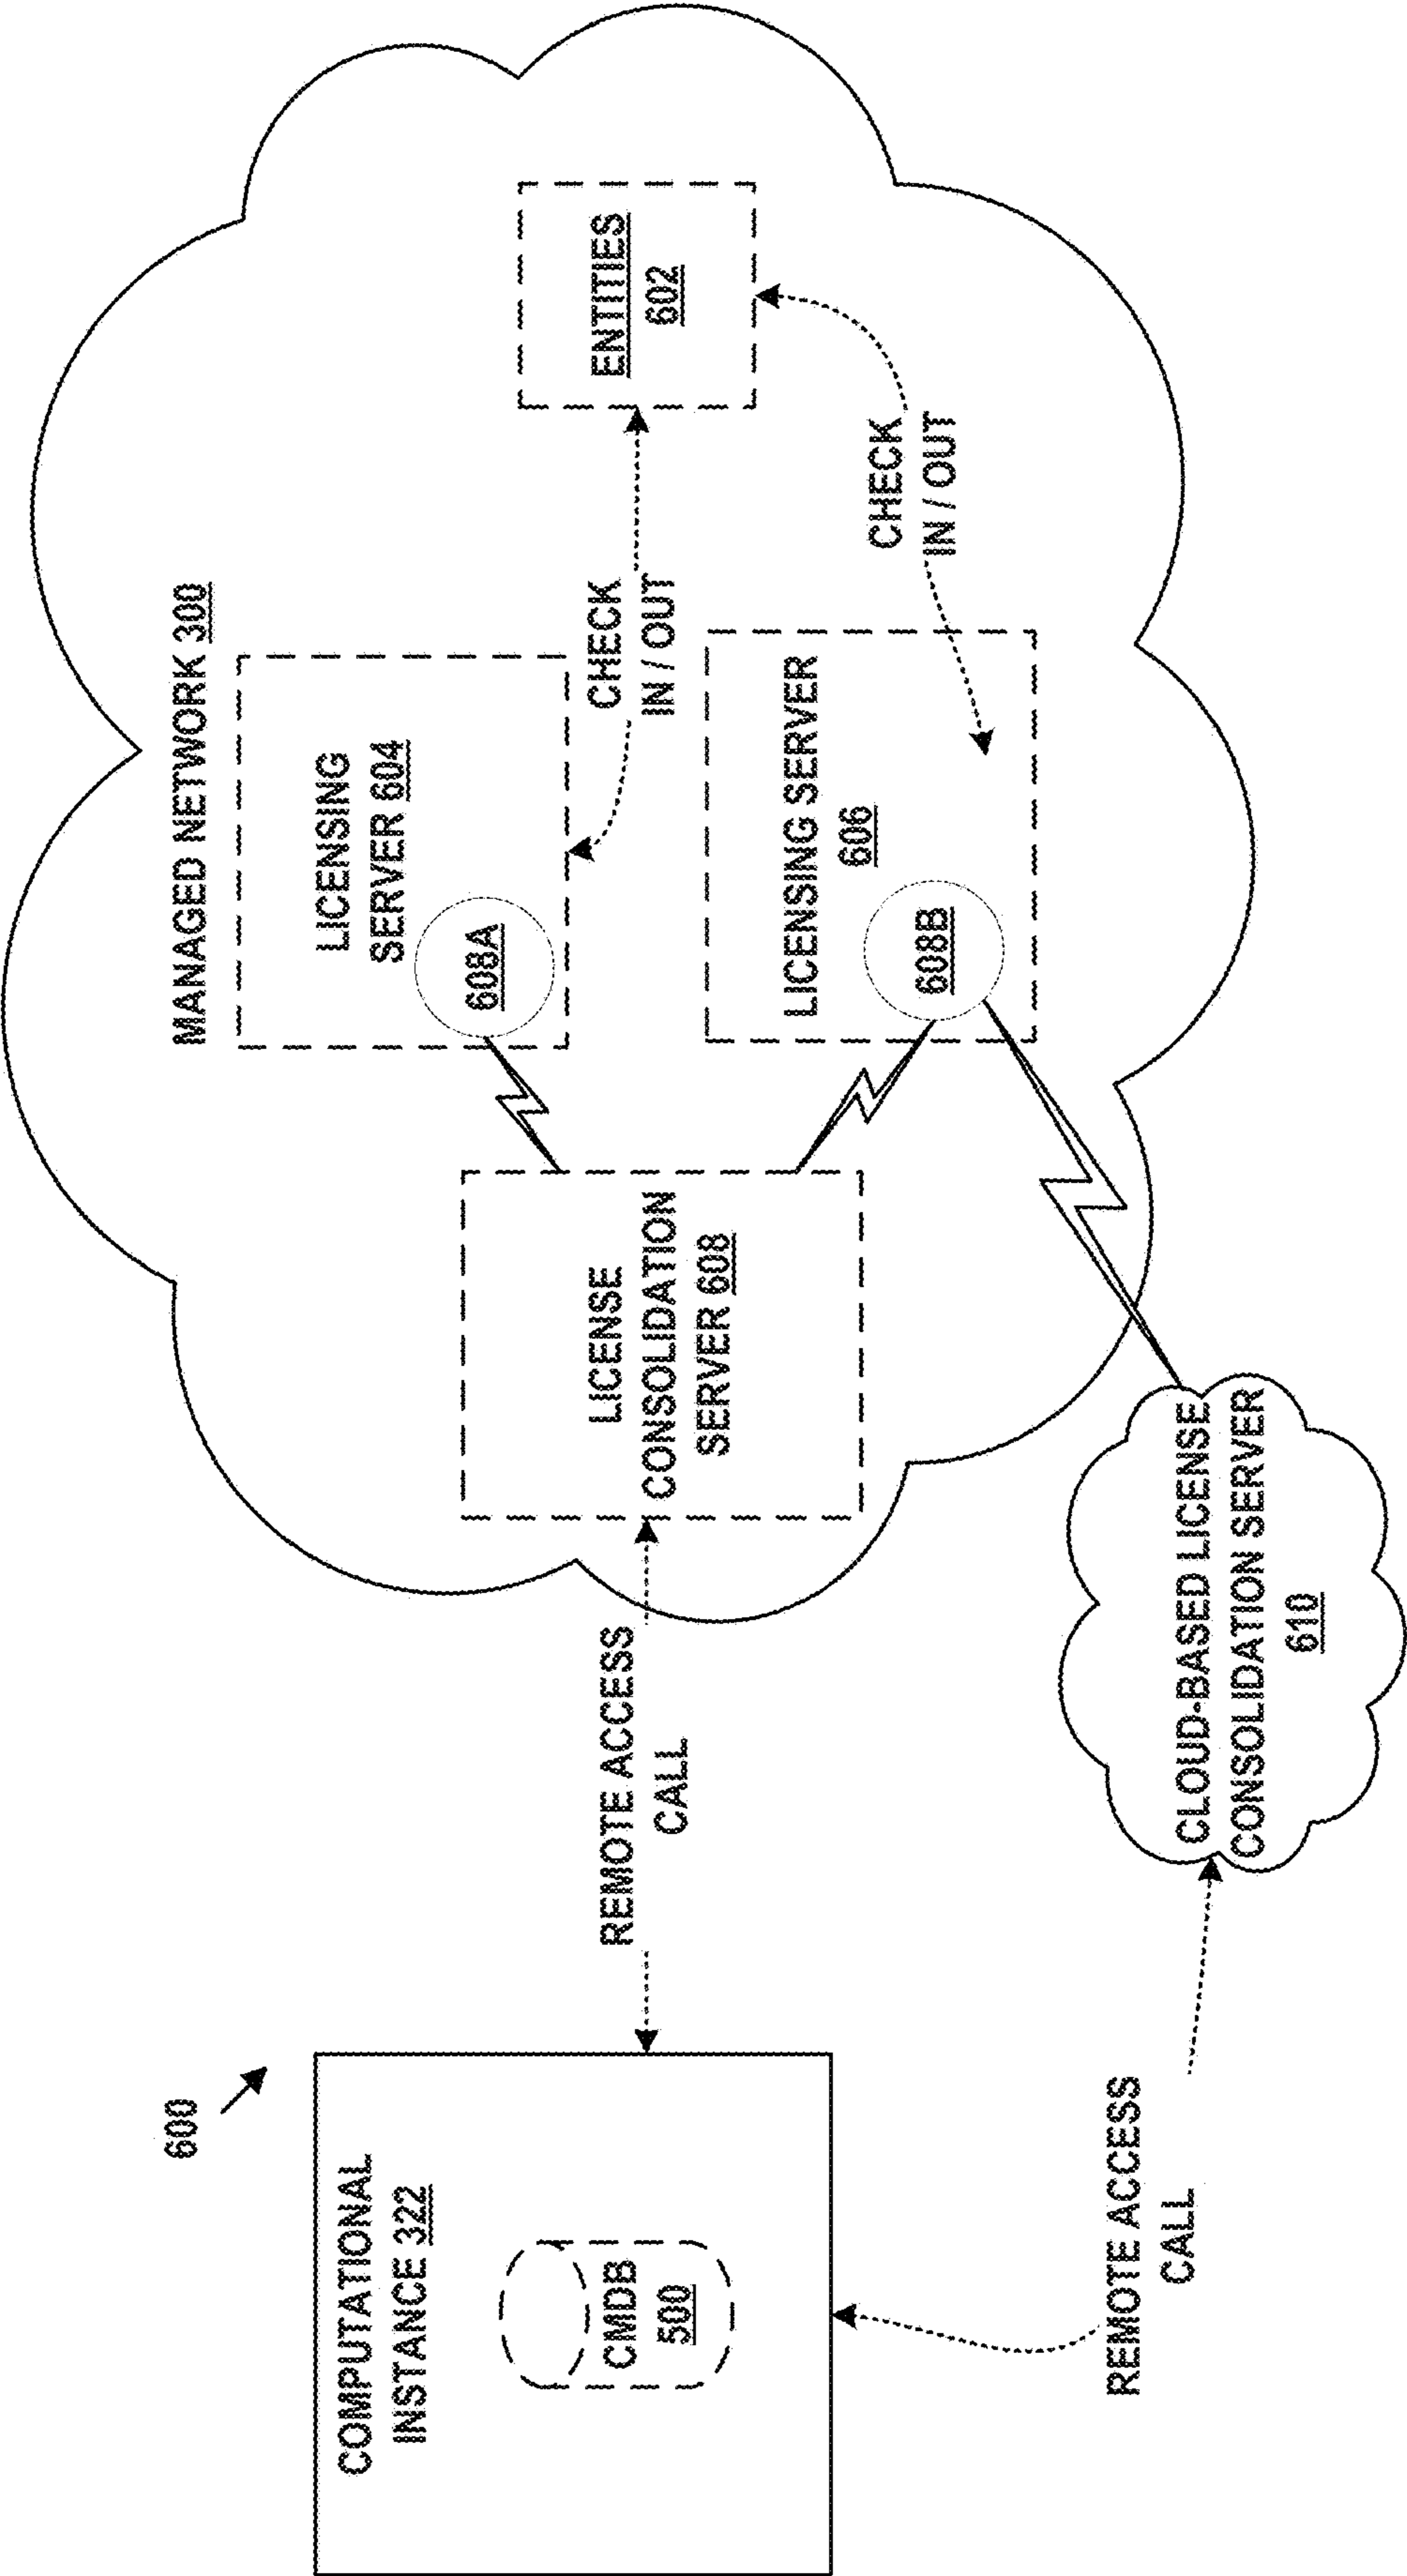 600
COMPUTATIONAL
INSTANCE 322
CMDB
500
REMOTE ACCESS
CALL
REMOTE ACCESS
CALL
MANAGED NETWORK 300
LICENSE
CONSOLIDATION
SERVER 608
LICENSING
SERVER 604
608A
CHECK
IN / OUT
ENTITIES
602
LICENSING SERVER
606
608B
CHECK
IN / OUT
CLOUD-BASED LICENSE
CONSOLIDATION SERVER
610